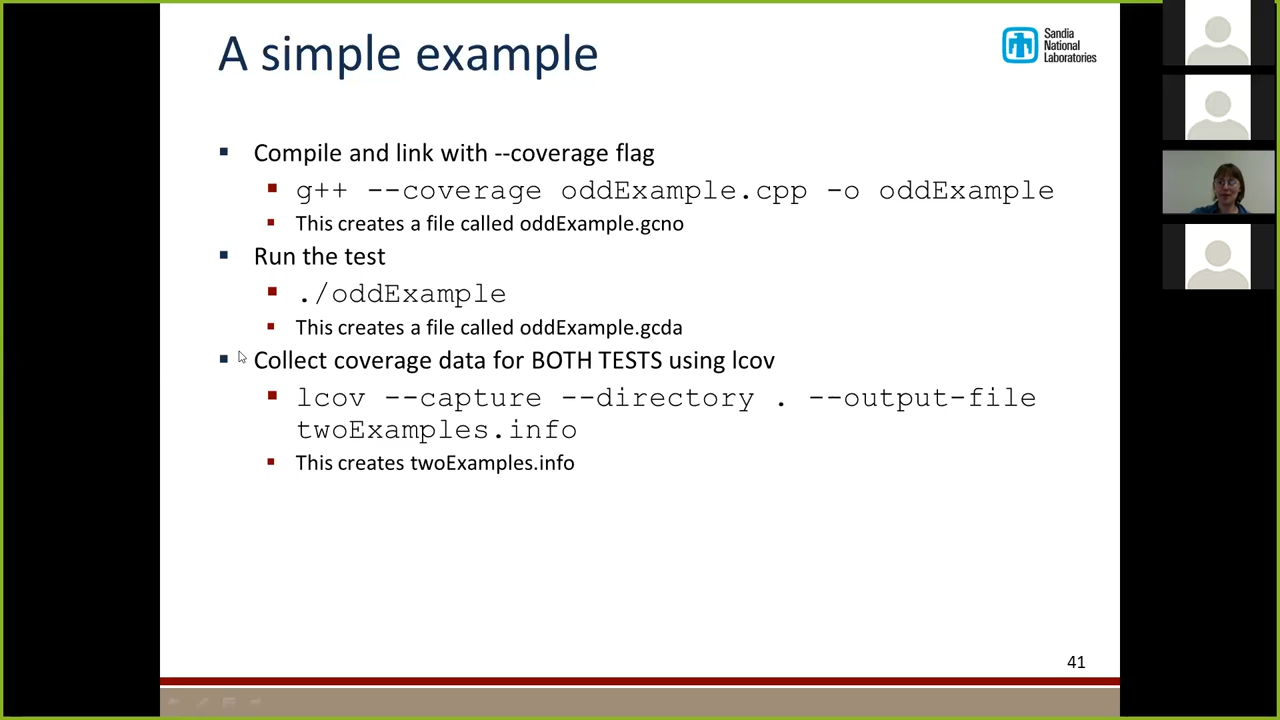 A simple example
Sandia
National
Laboratories
Compile and link with --coverage flag
g++ --coverage oddExample.cpp -o oddExample
This creates a file called oddExample.gcno
Run the test
./oddExample
This creates a file called oddExample.gcda
Collect coverage data for BOTH TESTS using lcov
lcov --capture --directory . --output-file
twoExamples.info
This creates twoExamples.info
41